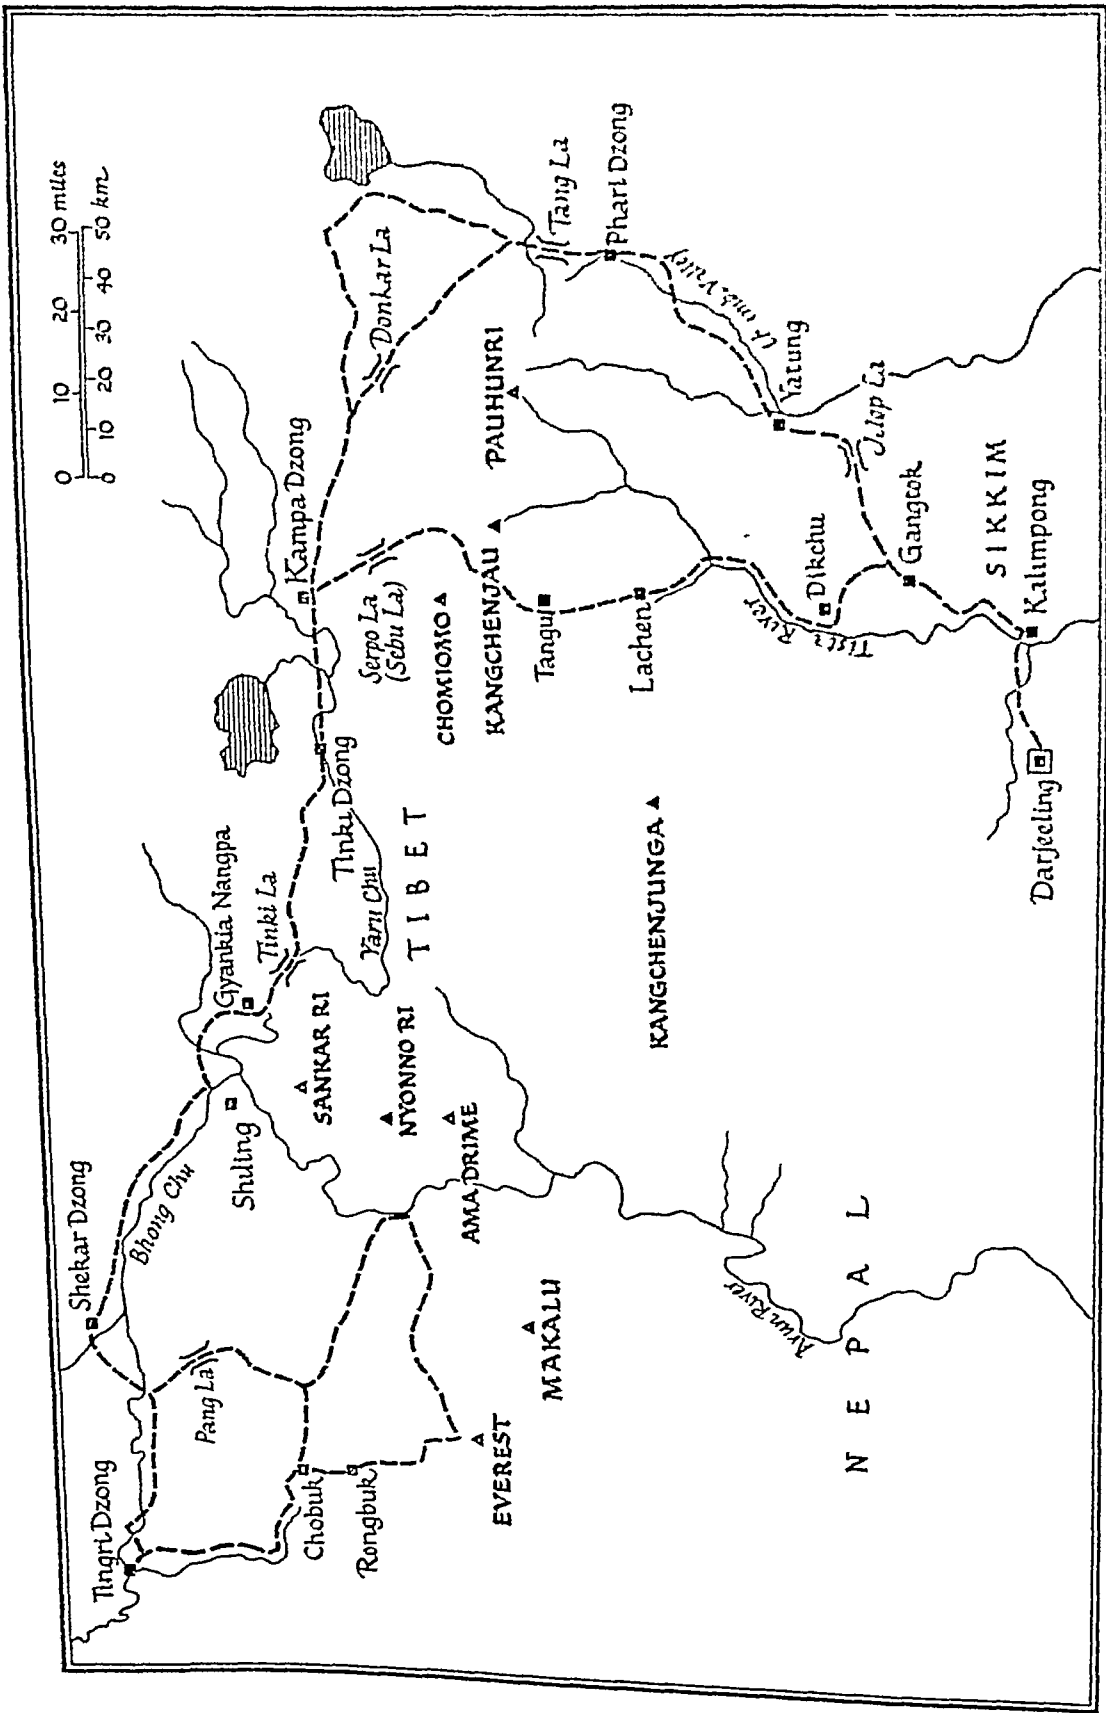 0 10 20 30 miles
0 10 20 30 40 50 km
Tingri Dzong
Shekar Dzong
Bhong Chu
Pang La
Shiling
Gyankia Nangpa
Tinki La
Tinki Dzong
Yaru Chu
Kampa Dzong
Serpo La
(Sebu La)
Donkar La
Tang La
Phari Dzong
Chobuk
Rongbuk
EVEREST
MAKALU
SANKAR RI
NYONNO RI
AMA DRIME
TIBET
CHOMIOMO
KANGCHENJAU
PAUHUNRI
Tangu
Lachen
KANGCHENJUNGA
Yatung
Valley
Jelep La
Dikchu
Gangtok
River
SIKKIM
Kalimpong
Darjeeling
Arun River
NEPAL